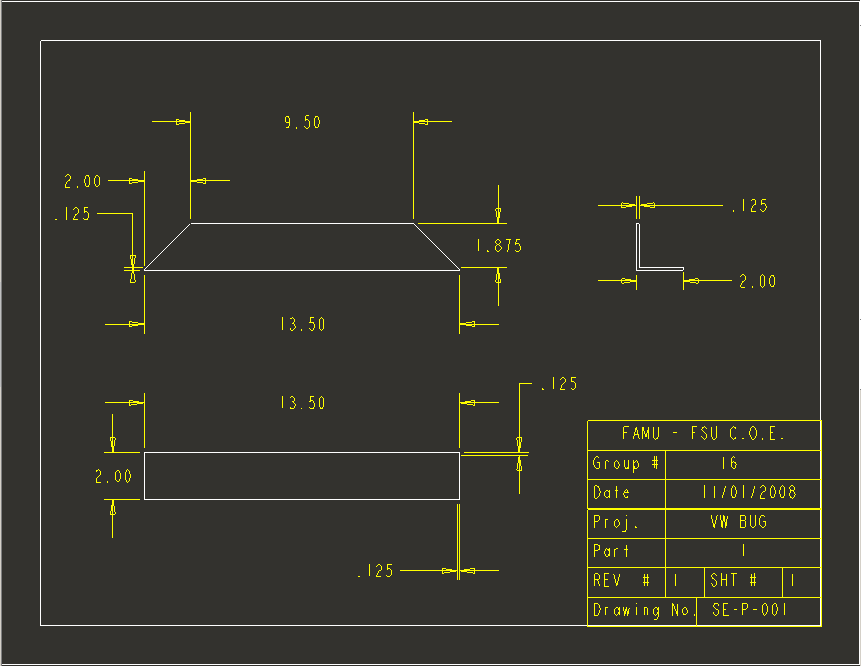 9.50
2.00
.125
.125
1.875
2.00
13.50
13.50
.125
2.00
.125
FAMU - FSU C.O.E.
Group # 16
Date 11/01/2008
Proj. VW BUG
Part 1
REV # 1 SHT # 1
Drawing No. SE-P-001